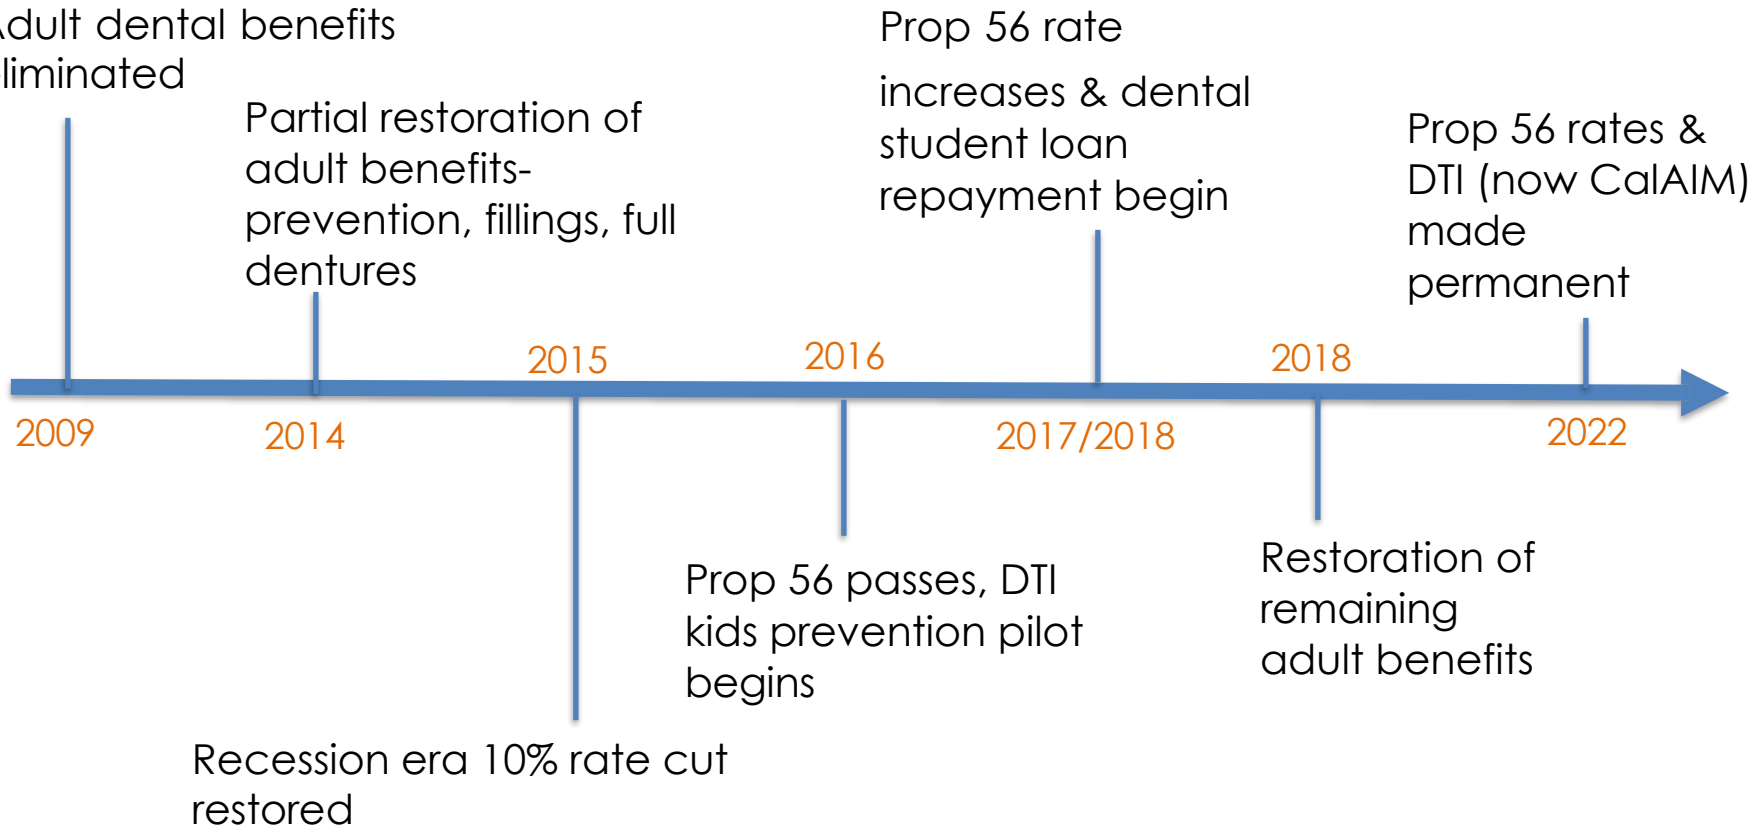 Adult dental benefits
eliminated
Partial restoration of
adult benefits-
prevention, fillings, full
dentures
Prop 56 rate
increases & dental
student loan
repayment begin
Prop 56 rates &
DTI (now CalAIM)
made
permanent
2015
2016
2018
2009
2014
2017/2018
2022
Prop 56 passes, DTI
kids prevention pilot
begins
Restoration of
remaining
adult benefits
Recession era 10% rate cut
restored